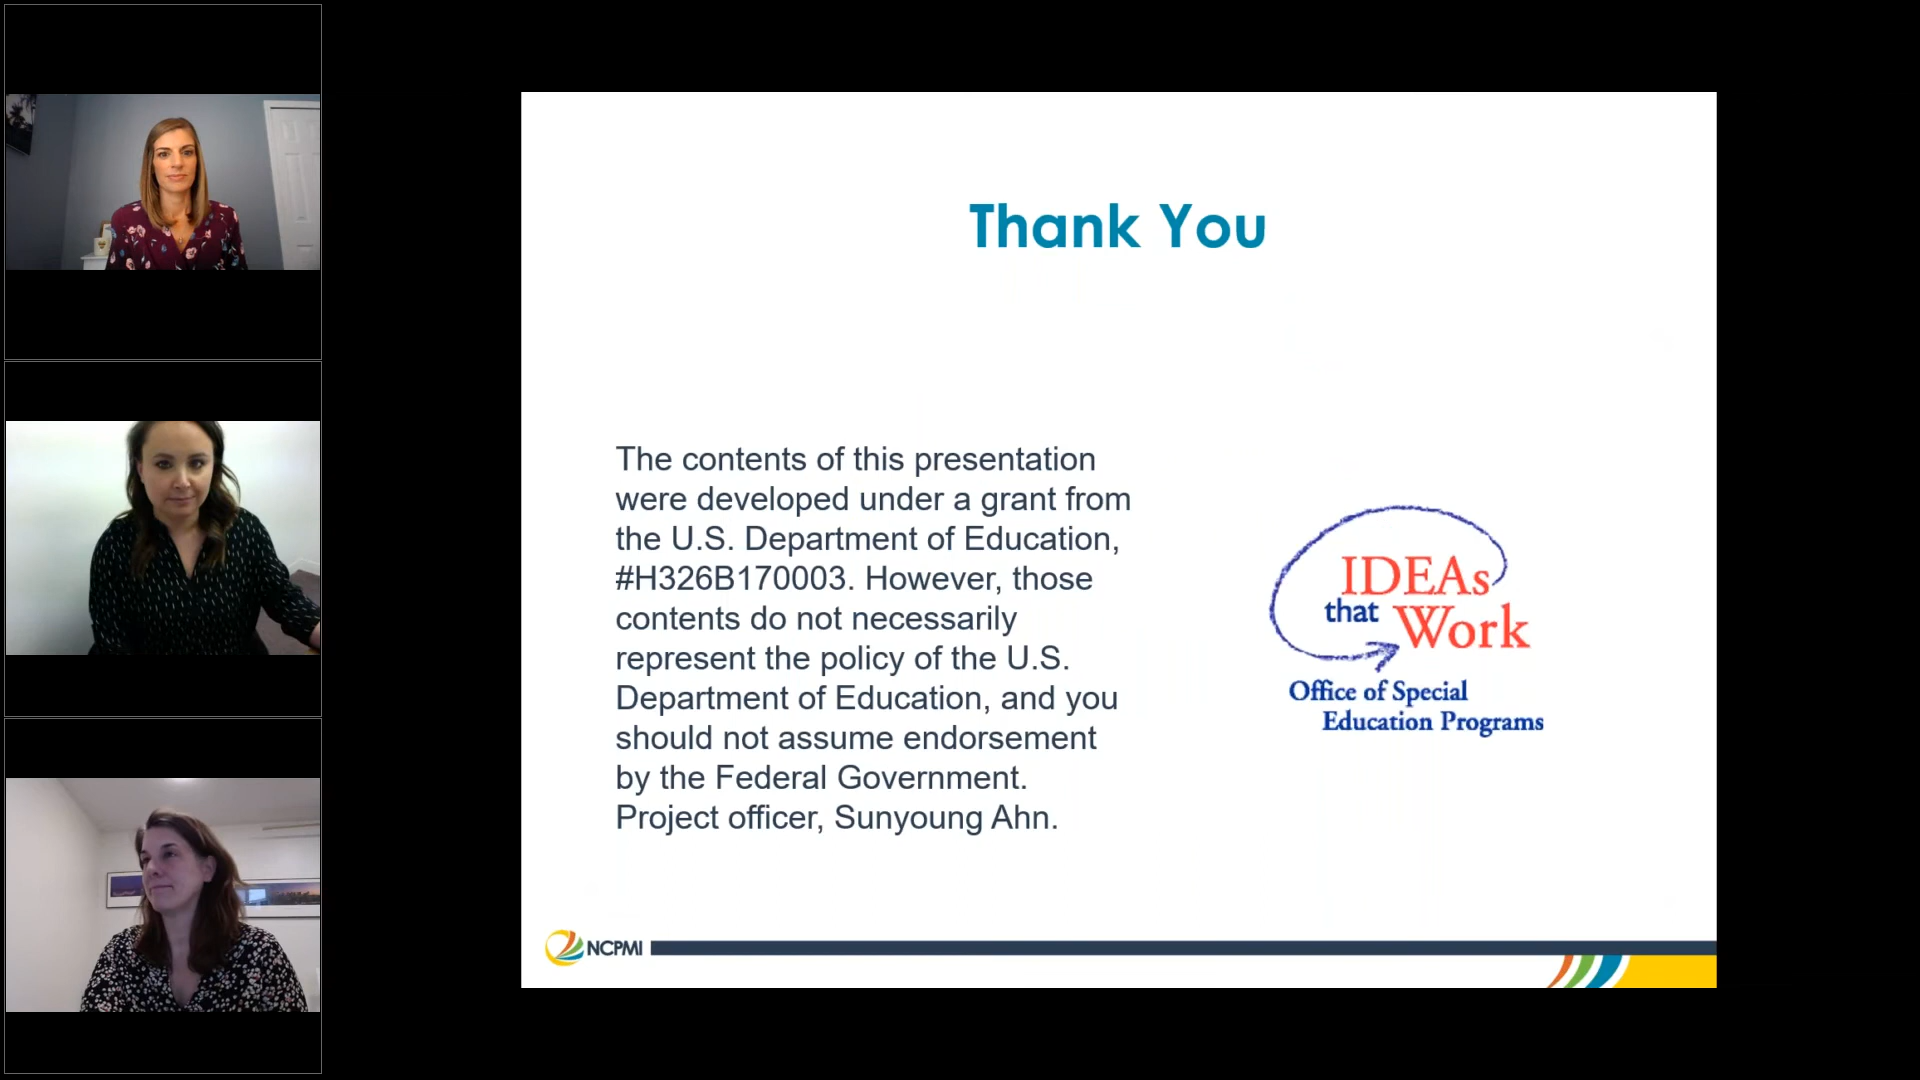 Thank You
The contents of this presentation
were developed under a grant from
the U.S. Department of Education,
#H326B170003. However, those
contents do not necessarily
represent the policy of the U.S.
Department of Education, and you
should not assume endorsement
by the Federal Government.
Project officer, Sunyoung Ahn.
IDEAs
that Work
Office of Special
Education Programs
NCPMI